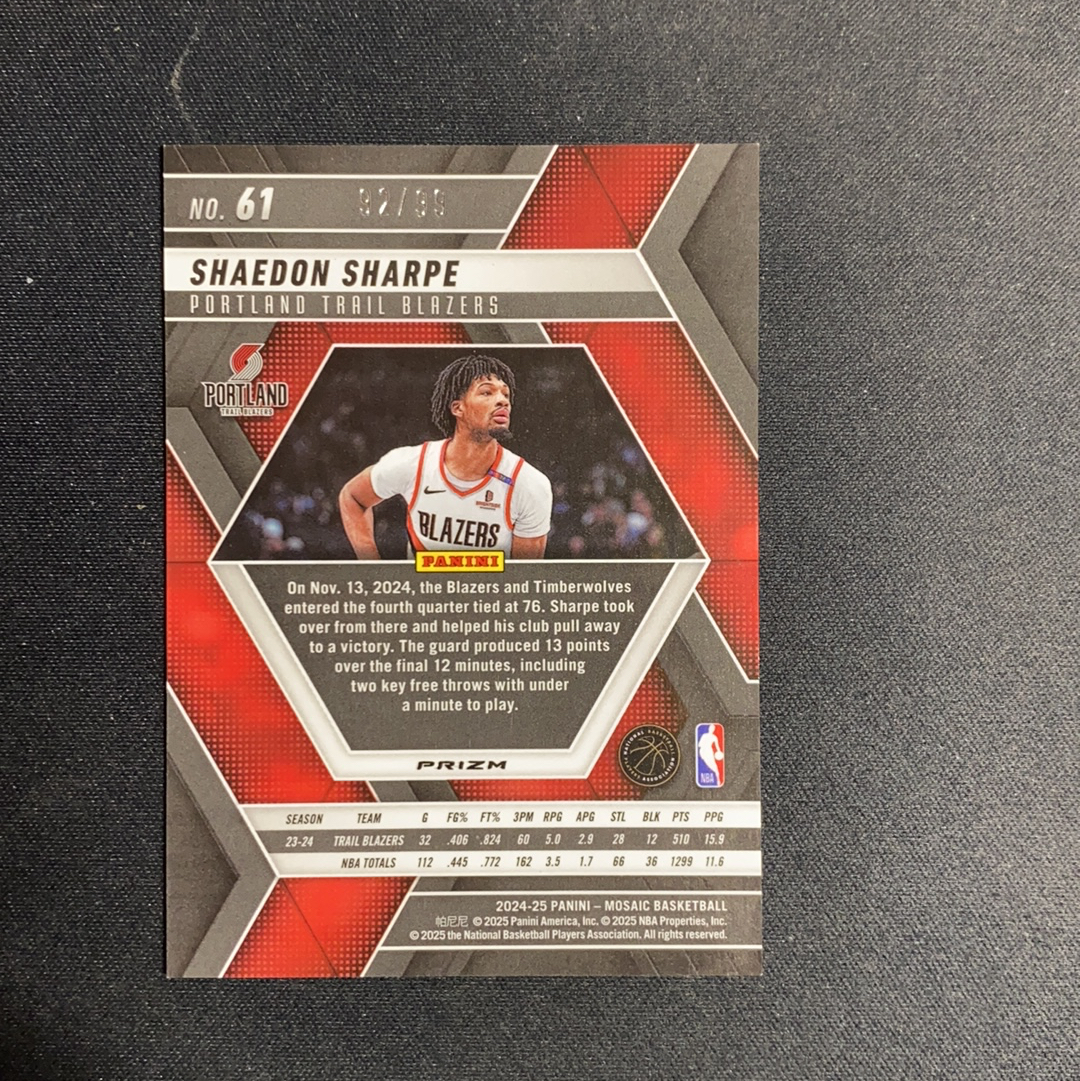 NO. 61 92/99
SHAEDON SHARPE
PORTLAND TRAIL BLAZERS
PORTLAND
TRAIL BLAZERS
BLAZERS
PANINI
On Nov. 13, 2024, the Blazers and Timberwolves
entered the fourth quarter tied at 76. Sharpe took
over from there and helped his club pull away
to a victory. The guard produced 13 points
over the final 12 minutes, including
two key free throws with under
a minute to play.
PRIZM
NATIONAL BASKETBALL
PLAYERS ASSOCIATION
NBA
SEASON TEAM G FG% FT% 3PM RPG APG STL BLK PTS PPG
23-24 TRAIL BLAZERS 32 .406 .824 60 5.0 2.9 28 12 510 15.9
NBA TOTALS 112 .445 .772 162 3.5 1.7 66 36 1299 11.6
2024-25 PANINI – MOSAIC BASKETBALL
帕尼尼 © 2025 Panini America, Inc. © 2025 NBA Properties, Inc.
© 2025 the National Basketball Players Association. All rights reserved.